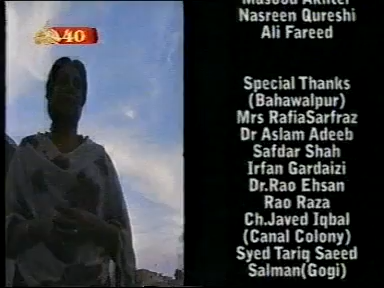 40
Masood Akhter
Nasreen Qureshi
Ali Fareed
Special Thanks
(Bahawalpur)
Mrs RafiaSarfraz
Dr Aslam Adeeb
Safdar Shah
Irfan Gardaizi
Dr.Rao Ehsan
Rao Raza
Ch.Javed Iqbal
(Canal Colony)
Syed Tariq Saeed
Salman(Gogi)